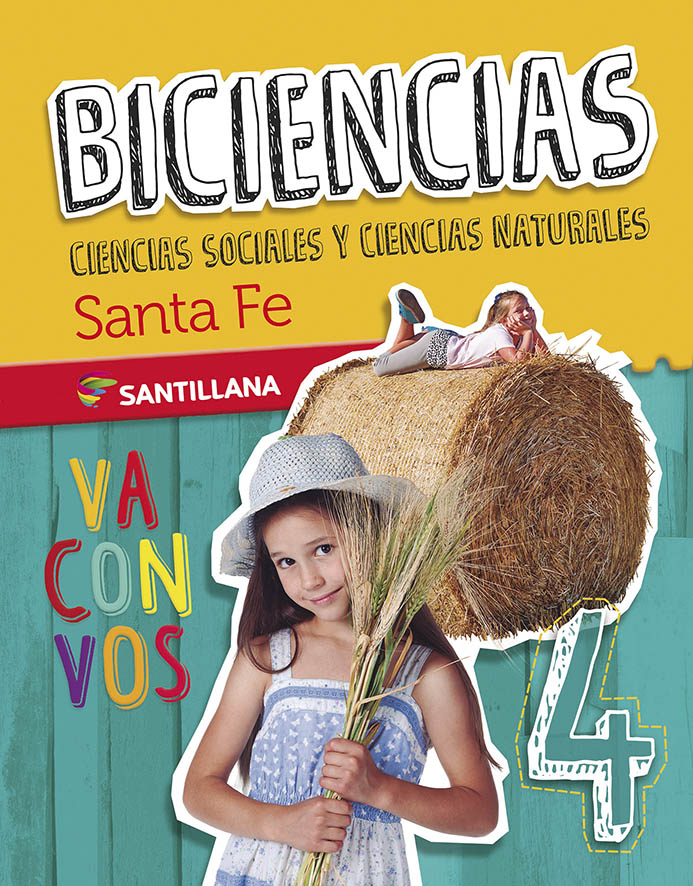 BICIENCIAS
CIENCIAS SOCIALES Y CIENCIAS NATURALES
Santa Fe
SANTILLANA
VA
CON
VOS
4